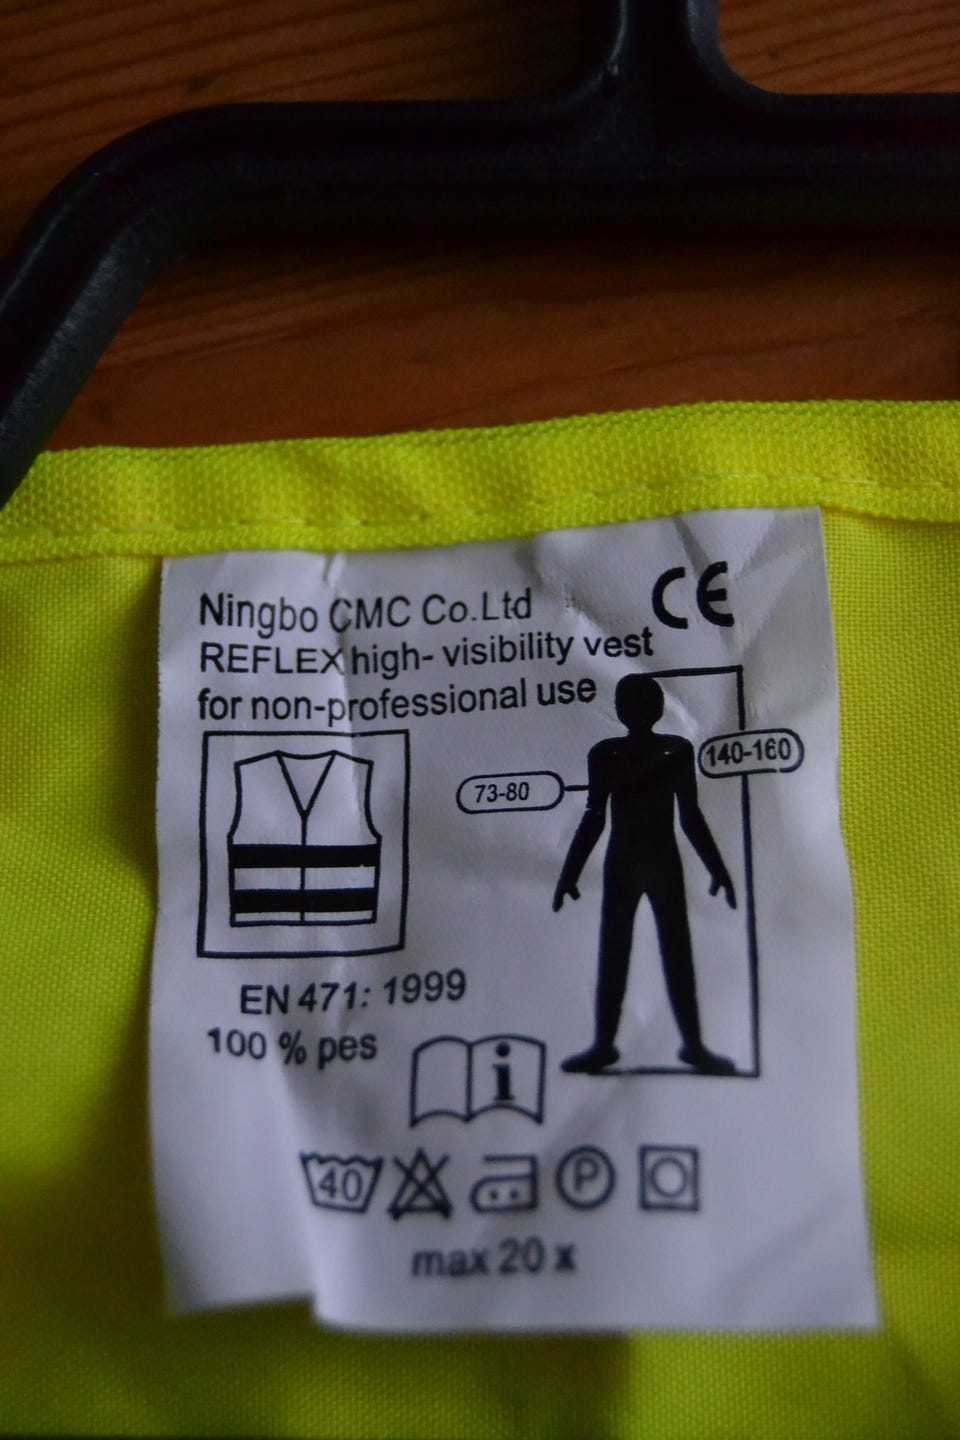 Ningbo CMC Co.Ltd
CE
REFLEX high- visibility vest
for non-professional use
140-160
73-80
EN 471: 1999
100 % pes
i
40
P
max 20 x